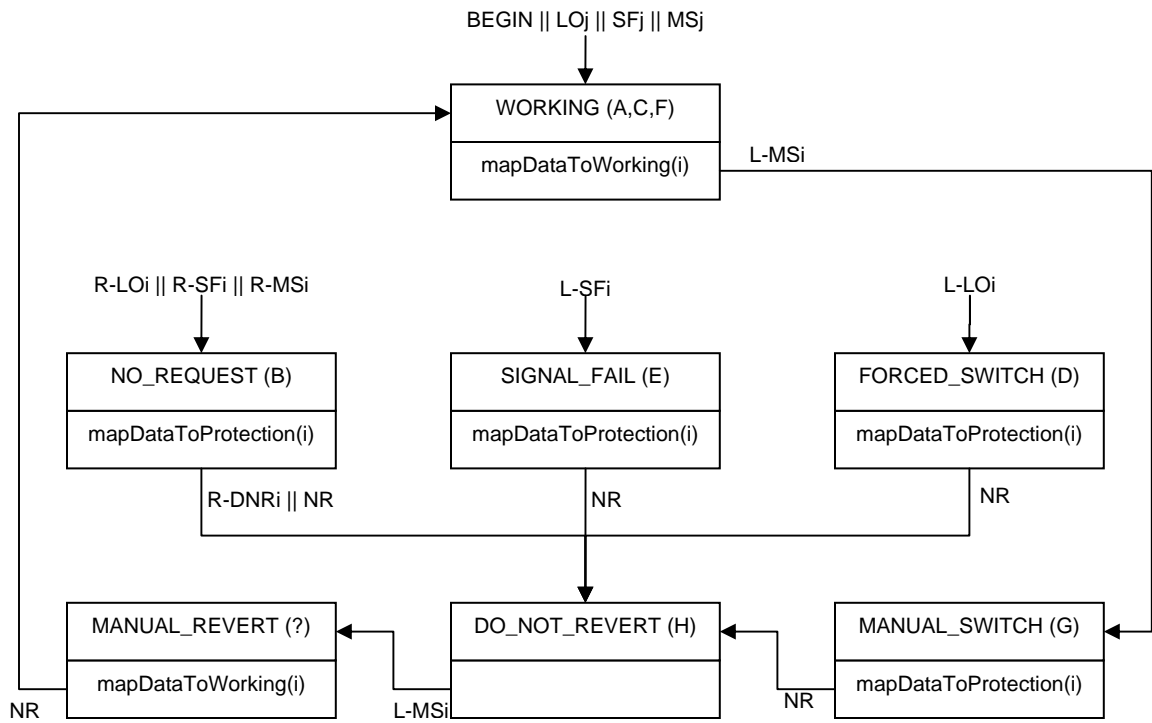 BEGIN || LOj || SFj || MSj
WORKING (A,C,F)
mapDataToWorking(i)
L-MSi
R-LOi || R-SFi || R-MSi
L-SFi
L-LOi
NO_REQUEST (B)
SIGNAL_FAIL (E)
FORCED_SWITCH (D)
mapDataToProtection(i)
mapDataToProtection(i)
mapDataToProtection(i)
R-DNRi || NR
NR
NR
MANUAL_REVERT (?)
DO_NOT_REVERT (H)
MANUAL_SWITCH (G)
mapDataToWorking(i)
mapDataToProtection(i)
NR
L-MSi
NR